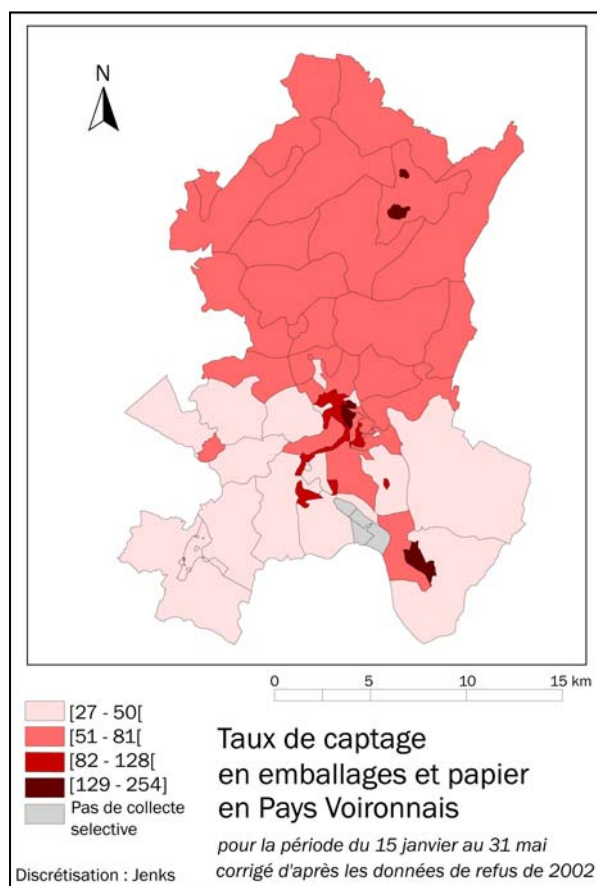 N
0 5 10 15 km
[27 - 50[
[51 - 81[
[82 - 128[
[129 - 254]
Pas de collecte
selective
Discrétisation : Jenks
Taux de captage
en emballages et papier
en Pays Voironnais
pour la période du 15 janvier au 31 mai
corrigé d'après les données de refus de 2002